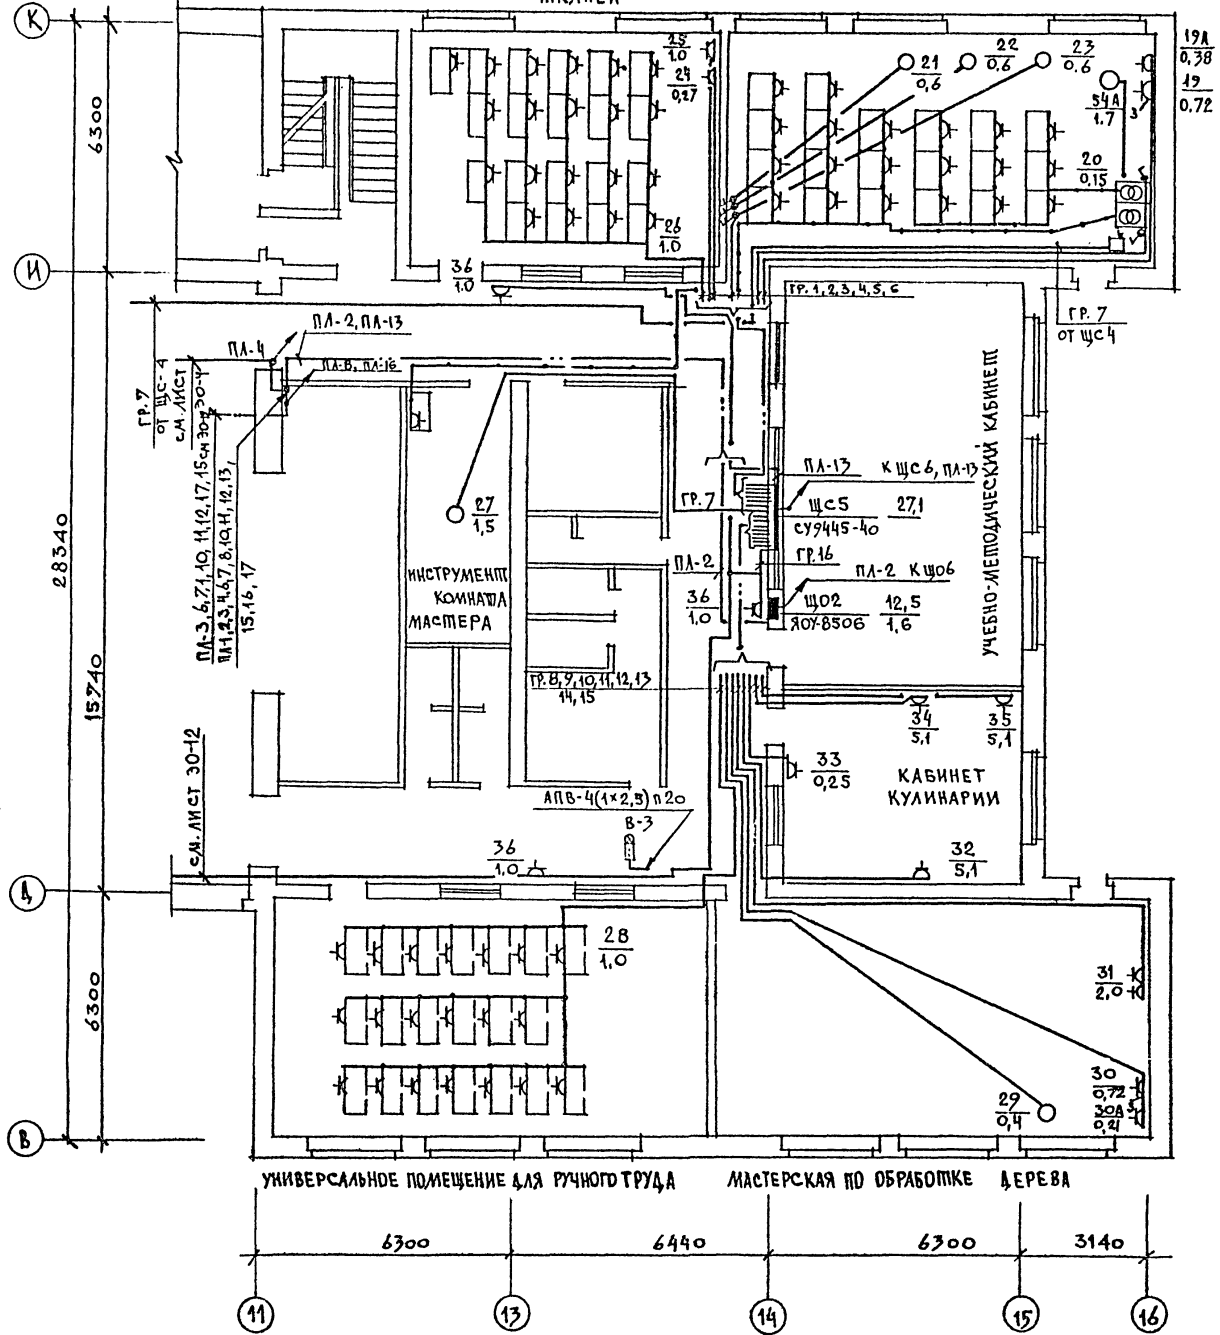 К
25
1.0
24
0,27
21
0,6
22
0,6
23
0.6
19А
0,38
19
0.72
54А
1.7
3
20
0,15
26
1.0
6300
И
36
1.0
ГР. 1, 2, 3, 4, 5, 6
ГР. 7
ОТ ЩС 4
ПЛ-2, ПЛ-13
ПЛ-4
ПЛ-8, ПЛ-16
ГР. 7
ОТ ЩС-4
СМ. ЛИСТ
ПЛ-3, 6, 7,1, 10, 11, 12, 17, 15 СМ ЭО-4
ПЛ-1, 2, 3, 4, 6, 7, 8, 10, 11, 12, 13,
15, 16, 17
УЧЕБНО-МЕТОДИЧЕСКИЙ КАБИНЕТ
ПЛ-13
К ЩС 6, ПЛ-13
ГР. 7
ЩС 5
СУ9445-40
27,1
27
1,5
ГР. 16
ПЛ-2
ПЛ-2 К ЩО6
36
1.0
ЩО2
ЯОУ-8506
12,5
1,6
ИНСТРУМЕНТ
КОМНАТА
МАСТЕРА
28340
15740
ГР. 8, 9, 10, 11, 12, 13
14, 15
34
5,1
35
5,1
33
0,25
КАБИНЕТ
КУЛИНАРИИ
СМ. ЛИСТ ЭО-12
АПВ-4(1×2,5) п20
В-3
36
1,0
32
5,1
Д
28
1,0
31
2,0
6300
30
0,72
30А
0,21
29
0,4
В
УНИВЕРСАЛЬНОЕ ПОМЕЩЕНИЕ ДЛЯ РУЧНОГО ТРУДА
МАСТЕРСКАЯ ПО ОБРАБОТКЕ ДЕРЕВА
6300
6440
6300
3140
11
13
14
15
16